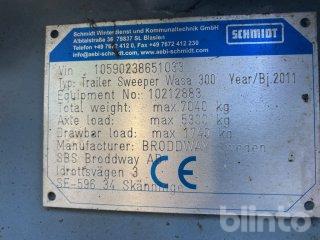 Schmidt Winterdienst und Kommunaltechnik GmbH
Albtalstraße 36 79837 St. Blasien
Telefon +49 7672 412 0, Fax +49 7672 412 230
www.aebi-schmidt.com, @aebi-schmidt.com
SCHMIDT
Vin : 10590238651033
Typ: Trailer Sweeper Wasa 300 Year/Bj.2011
Equipment No: 10212883
Total weight: max.7040 kg
Axle load: max 5300 kg
Drawbar load: max 1740 kg
Manufacturer: BRODDWAY Sweden
SBS Broddway AB
Idrottsvägen 3
SE-596 34 Skänninge
CE
blinto